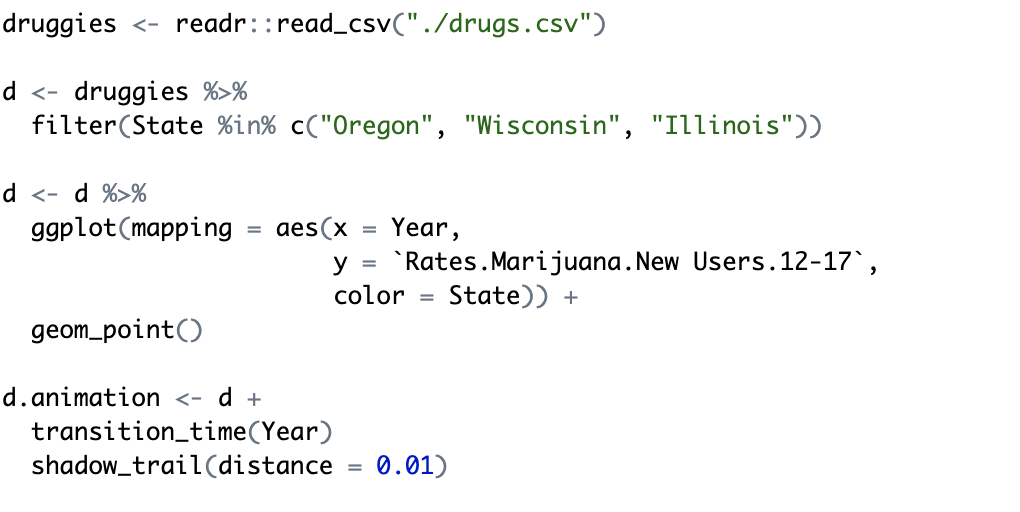 druggies <- readr::read_csv("./drugs.csv")
d <- druggies %>%
filter(State %in% c("Oregon", "Wisconsin", "Illinois"))
d <- d %>%
ggplot(mapping = aes(x = Year,
y = `Rates.Marijuana.New Users.12-17`,
color = State)) +
geom_point()
d.animation <- d +
transition_time(Year)
shadow_trail(distance = 0.01)